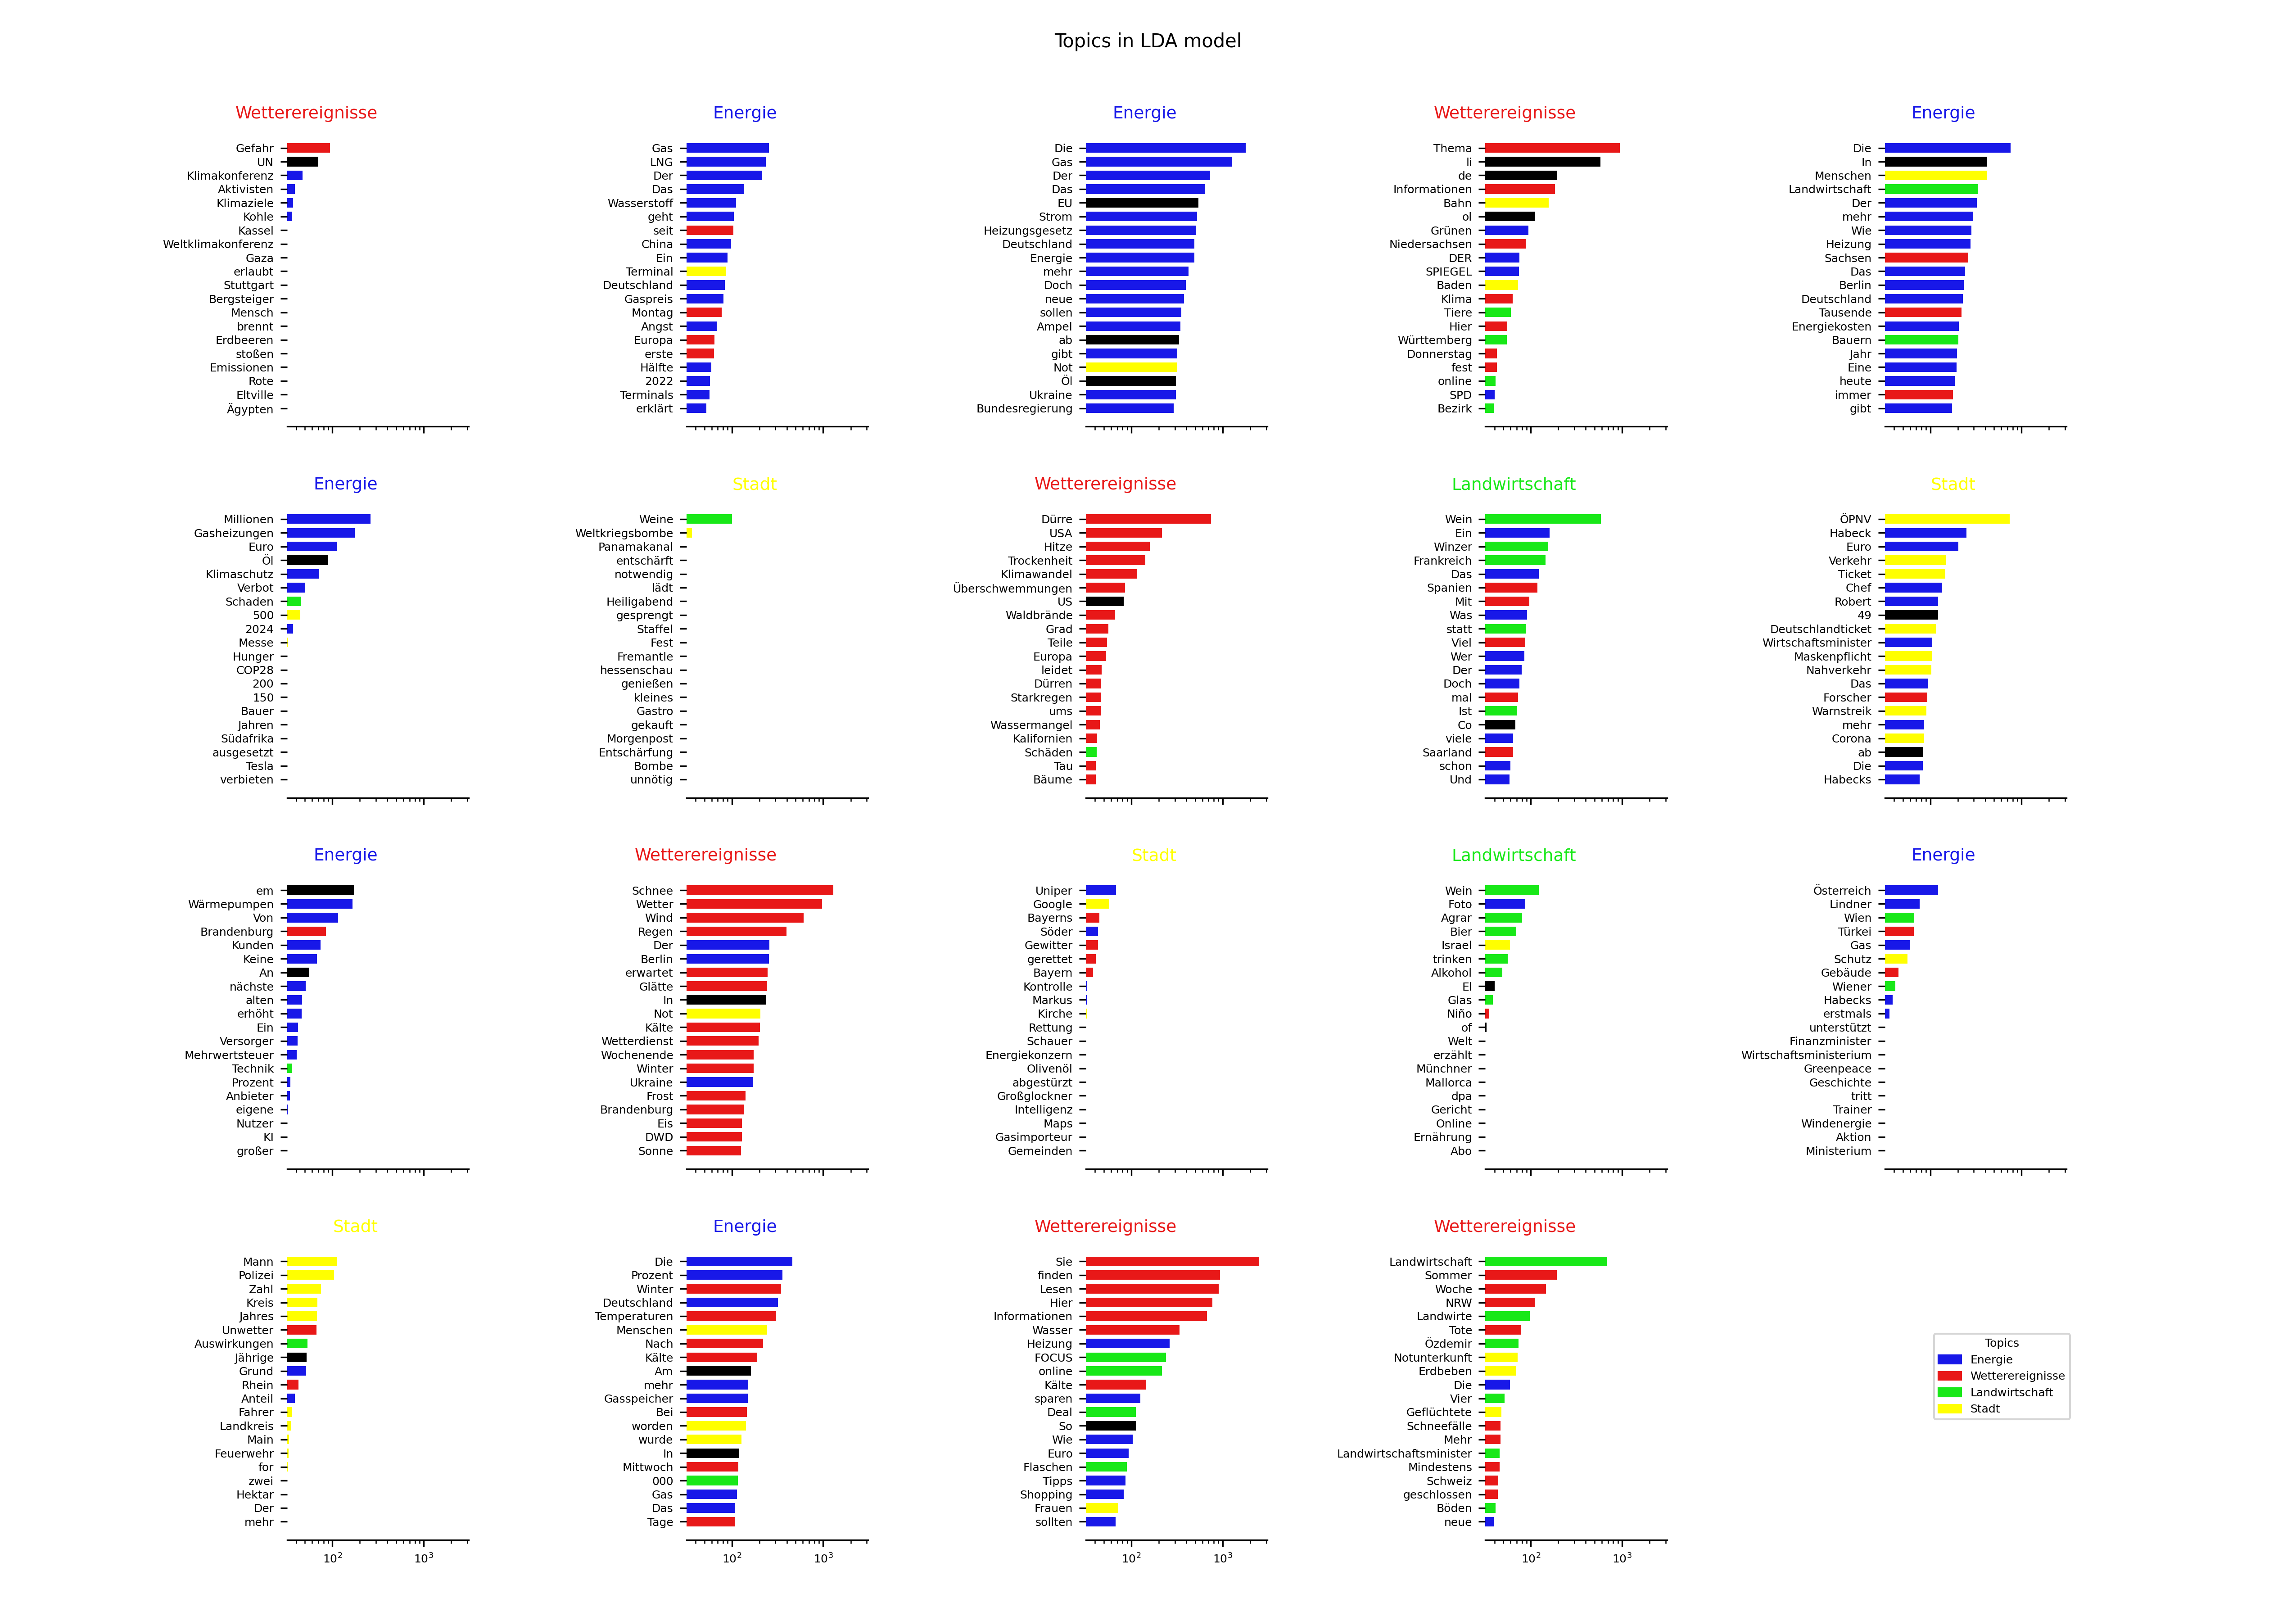 Topics in LDA model
Wetterereignisse
Gefahr
UN
Klimakonferenz
Aktivisten
Klimaziele
Kohle
Kassel
Weltklimakonferenz
Gaza
erlaubt
Stuttgart
Bergsteiger
Mensch
brennt
Erdbeeren
stoßen
Emissionen
Rote
Eltville
Ägypten
Energie
Gas
LNG
Der
Das
Wasserstoff
geht
seit
China
Ein
Terminal
Deutschland
Gaspreis
Montag
Angst
Europa
erste
Hälfte
2022
Terminals
erklärt
Energie
Die
Gas
Der
Das
EU
Strom
Heizungsgesetz
Deutschland
Energie
mehr
Doch
neue
sollen
Ampel
ab
gibt
Not
Öl
Ukraine
Bundesregierung
Wetterereignisse
Thema
li
de
Informationen
Bahn
ol
Grünen
Niedersachsen
DER
SPIEGEL
Baden
Klima
Tiere
Hier
Württemberg
Donnerstag
fest
online
SPD
Bezirk
Energie
Die
In
Menschen
Landwirtschaft
Der
mehr
Wie
Heizung
Sachsen
Das
Berlin
Deutschland
Tausende
Energiekosten
Bauern
Jahr
Eine
heute
immer
gibt
Energie
Millionen
Gasheizungen
Euro
Öl
Klimaschutz
Verbot
Schaden
500
2024
Messe
Hunger
COP28
200
150
Bauer
Jahren
Südafrika
ausgesetzt
Tesla
verbieten
Stadt
Weine
Weltkriegsbombe
Panamakanal
entschärft
notwendig
lädt
Heiligabend
gesprengt
Staffel
Fest
Fremantle
hessenschau
genießen
kleines
Gastro
gekauft
Morgenpost
Entschärfung
Bombe
unnötig
Wetterereignisse
Dürre
USA
Hitze
Trockenheit
Klimawandel
Überschwemmungen
US
Waldbrände
Grad
Teile
Europa
leidet
Dürren
Starkregen
ums
Wassermangel
Kalifornien
Schäden
Tau
Bäume
Landwirtschaft
Wein
Ein
Winzer
Frankreich
Das
Spanien
Mit
Was
statt
Viel
Wer
Der
Doch
mal
Ist
Co
viele
Saarland
schon
Und
Stadt
ÖPNV
Habeck
Euro
Verkehr
Ticket
Chef
Robert
49
Deutschlandticket
Wirtschaftsminister
Maskenpflicht
Nahverkehr
Das
Forscher
Warnstreik
mehr
Corona
ab
Die
Habecks
Energie
em
Wärmepumpen
Von
Brandenburg
Kunden
Keine
An
nächste
alten
erhöht
Ein
Versorger
Mehrwertsteuer
Technik
Prozent
Anbieter
eigene
Nutzer
KI
großer
Wetterereignisse
Schnee
Wetter
Wind
Regen
Der
Berlin
erwartet
Glätte
In
Not
Kälte
Wetterdienst
Wochenende
Winter
Ukraine
Frost
Brandenburg
Eis
DWD
Sonne
Stadt
Uniper
Google
Bayerns
Söder
Gewitter
gerettet
Bayern
Kontrolle
Markus
Kirche
Rettung
Schauer
Energiekonzern
Olivenöl
abgestürzt
Großglockner
Intelligenz
Maps
Gasimporteur
Gemeinden
Landwirtschaft
Wein
Foto
Agrar
Bier
Israel
trinken
Alkohol
El
Glas
Niño
of
Welt
erzählt
Münchner
Mallorca
dpa
Gericht
Online
Ernährung
Abo
Energie
Österreich
Lindner
Wien
Türkei
Gas
Schutz
Gebäude
Wiener
Habecks
erstmals
unterstützt
Finanzminister
Wirtschaftsministerium
Greenpeace
Geschichte
tritt
Trainer
Windenergie
Aktion
Ministerium
Stadt
Mann
Polizei
Zahl
Kreis
Jahres
Unwetter
Auswirkungen
Jährige
Grund
Rhein
Anteil
Fahrer
Landkreis
Main
Feuerwehr
for
zwei
Hektar
Der
mehr
10² 10³
Energie
Die
Prozent
Winter
Deutschland
Temperaturen
Menschen
Nach
Kälte
Am
mehr
Gasspeicher
Bei
worden
wurde
In
Mittwoch
000
Gas
Das
Tage
10² 10³
Wetterereignisse
Sie
finden
Lesen
Hier
Informationen
Wasser
Heizung
FOCUS
online
Kälte
sparen
Deal
So
Wie
Euro
Flaschen
Tipps
Shopping
Frauen
sollten
10² 10³
Wetterereignisse
Landwirtschaft
Sommer
Woche
NRW
Landwirte
Tote
Özdemir
Notunterkunft
Erdbeben
Die
Vier
Geflüchtete
Schneefälle
Mehr
Landwirtschaftsminister
Mindestens
Schweiz
geschlossen
Böden
neue
10² 10³
Topics
Energie
Wetterereignisse
Landwirtschaft
Stadt